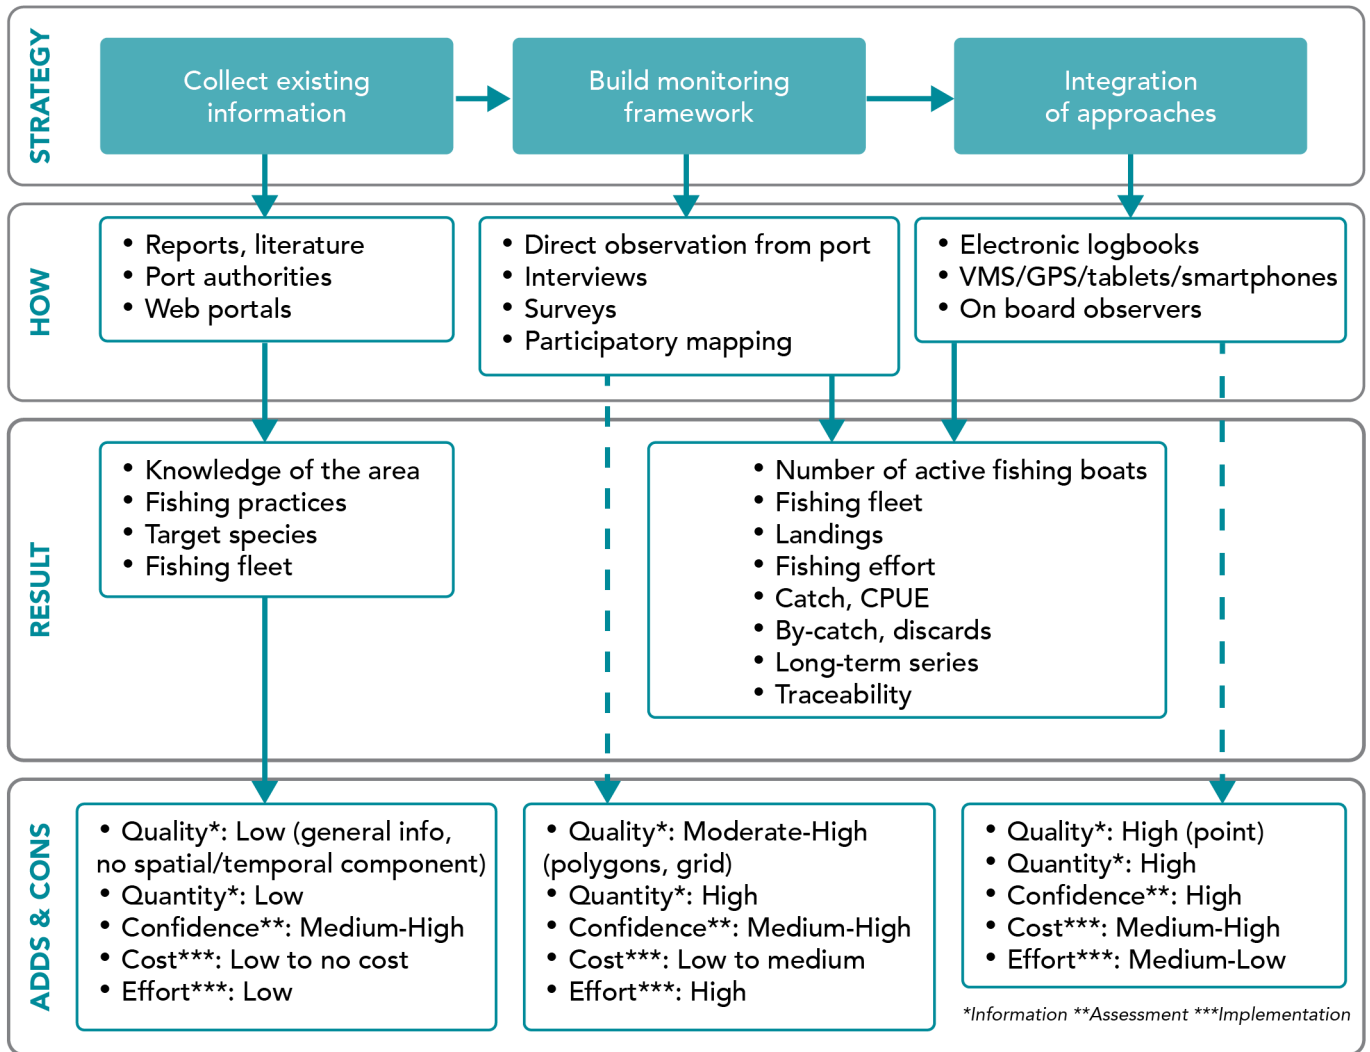 STRATEGY
Collect existing
information
Build monitoring
framework
Integration
of approaches
HOW
• Reports, literature
• Port authorities
• Web portals
• Direct observation from port
• Interviews
• Surveys
• Participatory mapping
• Electronic logbooks
• VMS/GPS/tablets/smartphones
• On board observers
RESULT
• Knowledge of the area
• Fishing practices
• Target species
• Fishing fleet
• Number of active fishing boats
• Fishing fleet
• Landings
• Fishing effort
• Catch, CPUE
• By-catch, discards
• Long-term series
• Traceability
ADDS & CONS
• Quality*: Low (general info,
no spatial/temporal component)
• Quantity*: Low
• Confidence**: Medium-High
• Cost***: Low to no cost
• Effort***: Low
• Quality*: Moderate-High
(polygons, grid)
• Quantity*: High
• Confidence**: Medium-High
• Cost***: Low to medium
• Effort***: High
• Quality*: High (point)
• Quantity*: High
• Confidence**: High
• Cost***: Medium-High
• Effort***: Medium-Low
*Information **Assessment ***Implementation